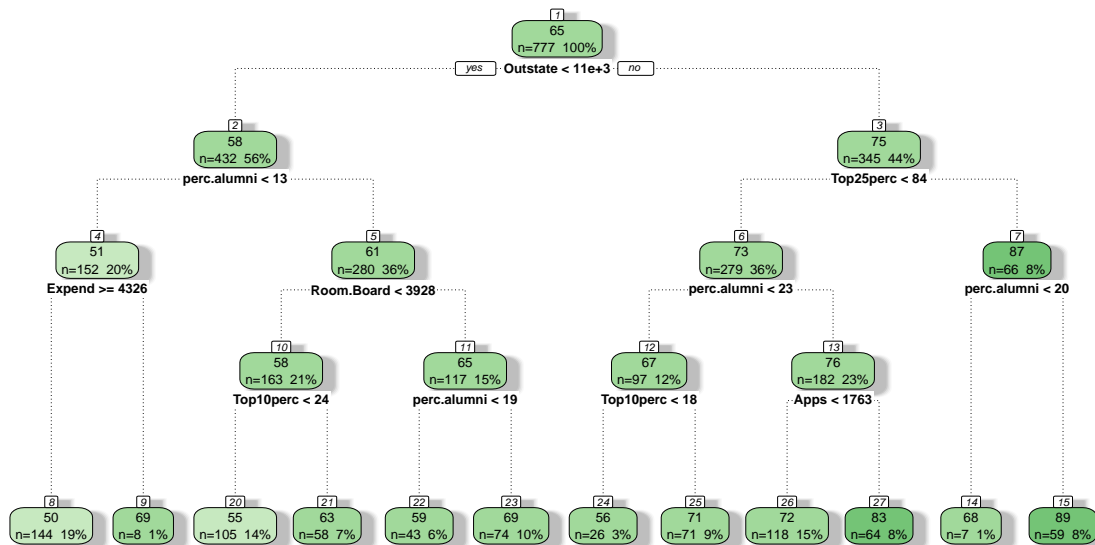 1
65
n=777 100%
yes Outstate < 11e+3 no
2 3
58 75
n=432 56% n=345 44%
perc.alumni < 13 Top25perc < 84
4 5 6 7
51 61 73 87
n=152 20% n=280 36% n=279 36% n=66 8%
Expend >= 4326 Room.Board < 3928 perc.alumni < 23 perc.alumni < 20
10 11 12 13
58 65 67 76
n=163 21% n=117 15% n=97 12% n=182 23%
Top10perc < 24 perc.alumni < 19 Top10perc < 18 Apps < 1763
8 9 20 21 22 23 24 25 26 27 14 15
50 69 55 63 59 69 56 71 72 83 68 89
n=144 19% n=8 1% n=105 14% n=58 7% n=43 6% n=74 10% n=26 3% n=71 9% n=118 15% n=64 8% n=7 1% n=59 8%